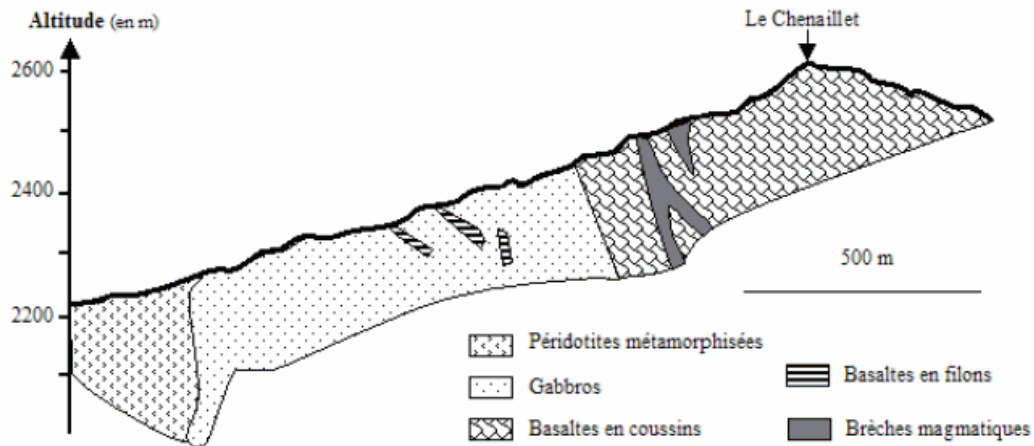 Altitude (en m)
Le Chenaillet
2600
2400
2200
500 m
Péridotites métamorphisées
Gabbros
Basaltes en coussins
Basaltes en filons
Brèches magmatiques